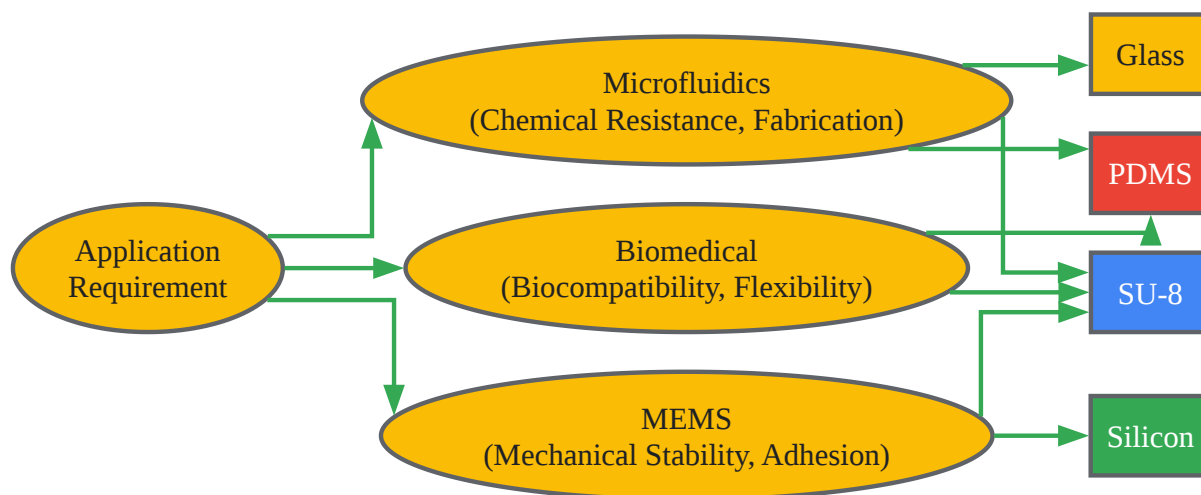 Application
Requirement
Microfluidics
(Chemical Resistance, Fabrication)
Biomedical
(Biocompatibility, Flexibility)
MEMS
(Mechanical Stability, Adhesion)
Glass
PDMS
SU-8
Silicon